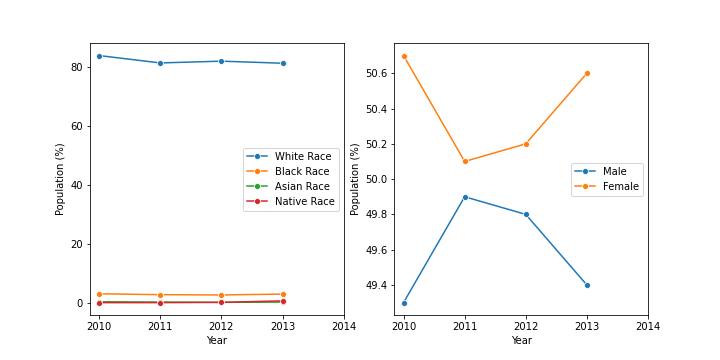 80
60
40
20
0
Population (%)
2010 2011 2012 2013 2014
Year
White Race
Black Race
Asian Race
Native Race
50.6
50.4
50.2
50.0
49.8
49.6
49.4
Population (%)
2010 2011 2012 2013 2014
Year
Male
Female